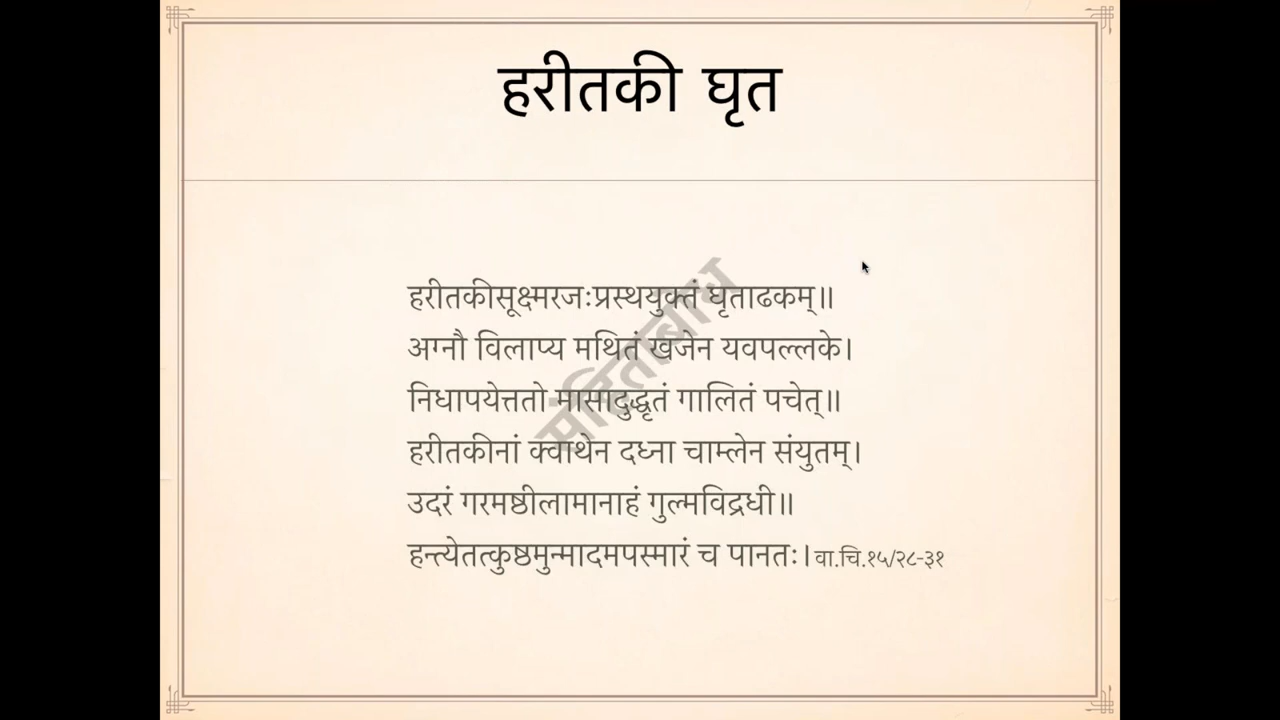 हरीतकी घृत
हरीतकीसूक्ष्मरजःप्रस्थयुक्तं घृताढकम्॥
अग्नौ विलाप्य मथितं खजेन यवपल्लके।
निधापयेत्ततो मासादुद्धृतं गालितं पचेत्॥
हरीतकीनां क्वाथेन दध्ना चाम्लेन संयुतम्।
उदरं गरमष्ठीलामानाहं गुल्मविद्रधी॥
हन्त्येतत्कुष्ठमुन्मादमपस्मारं च पानतः। वा.चि.१५/२८-३१
संहिताबोध